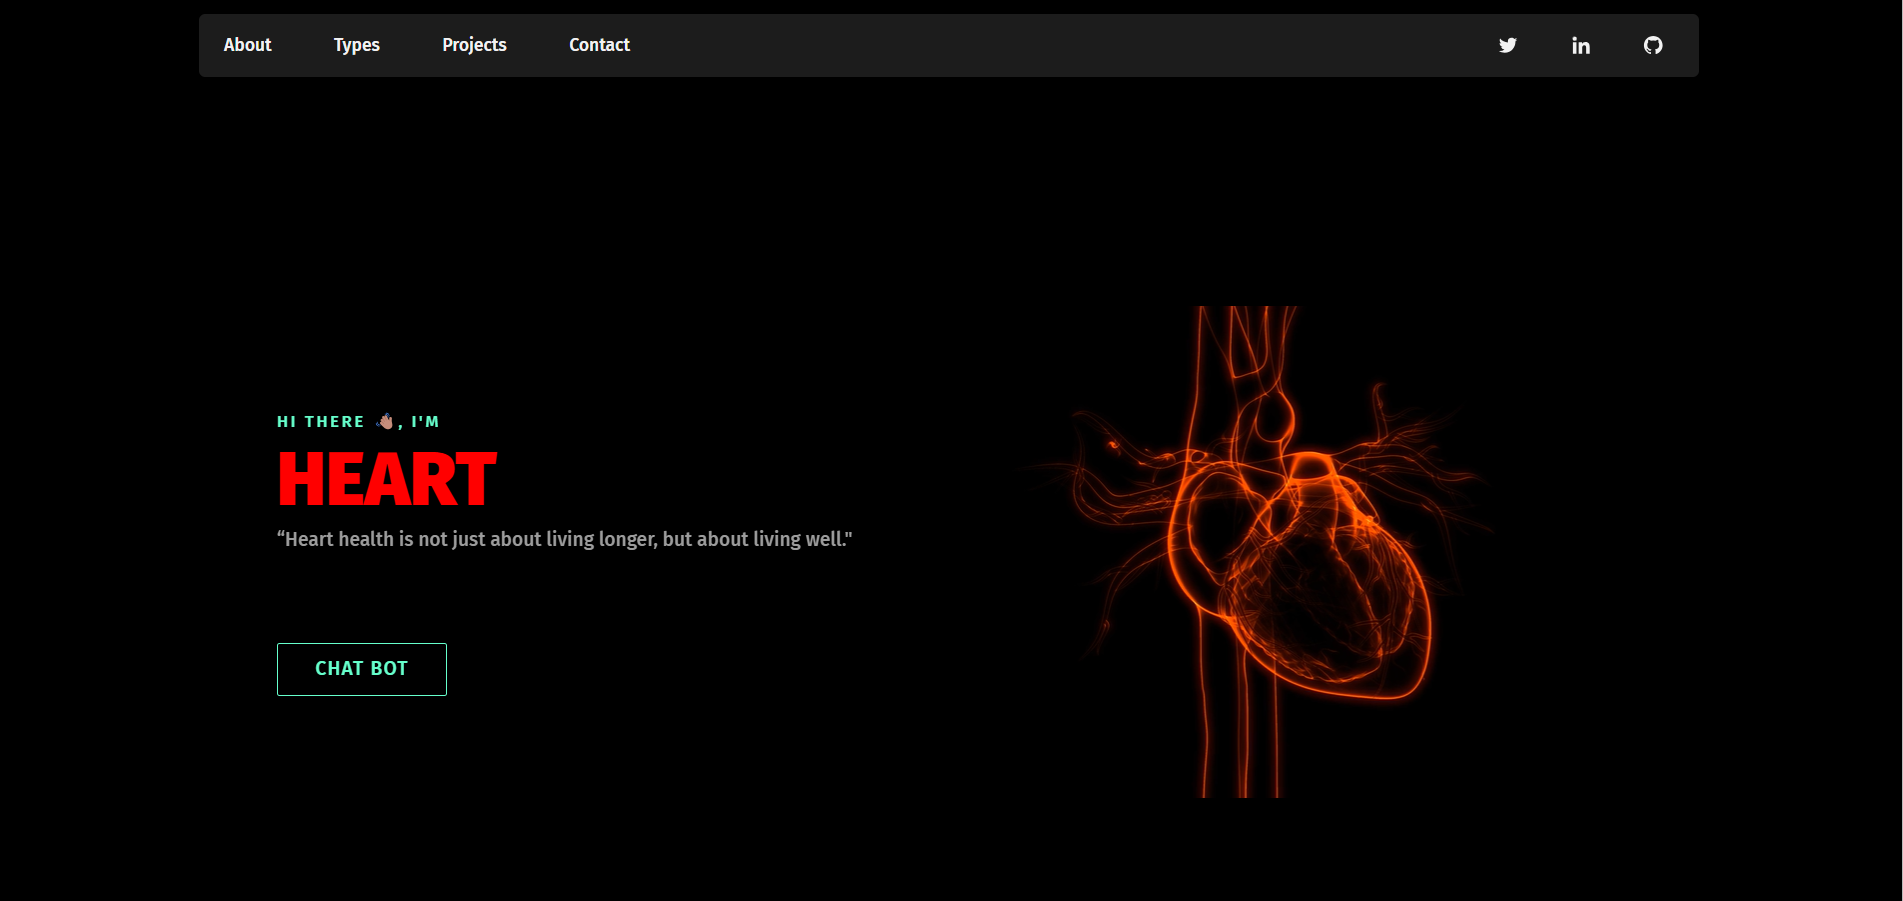 About Types Projects Contact
HI THERE 👋🏽, I'M
HEART
“Heart health is not just about living longer, but about living well."
CHAT BOT